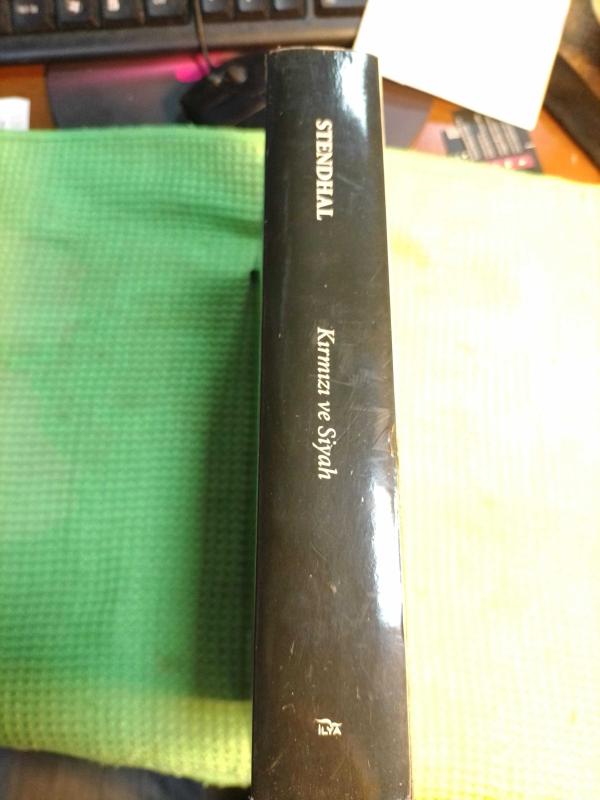 STENDHAL
Kırmızı ve Siyah
İLYA